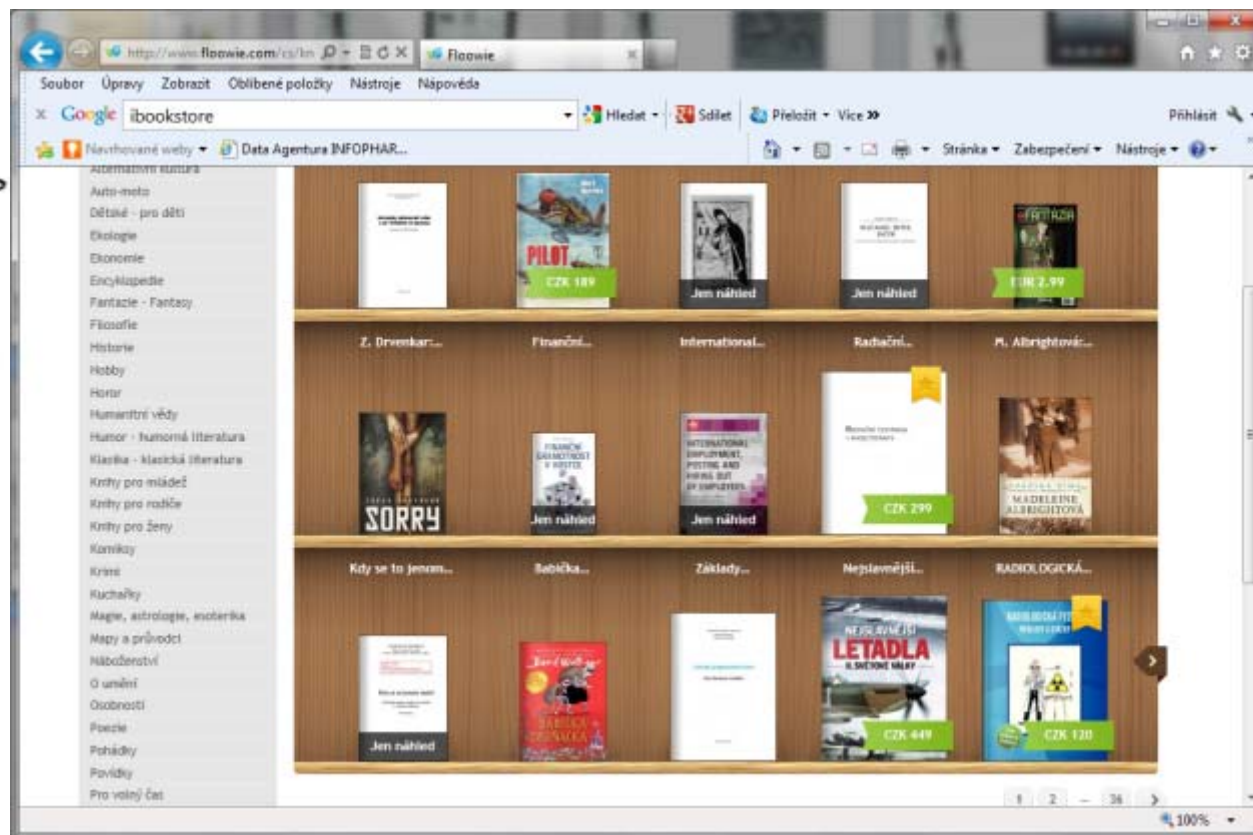 http://www.floowie.com/cs/kn
Floowie
Soubor Úpravy Zobrazit Oblíbené položky Nástroje Nápověda
x Google ibookstore
Hledat Sdílet Přeložit Více »
Přihlásit
Navrhované weby Data Agentura INFOPHAR...
Stránka Zabezpečení Nástroje
Alternativní kultura
Auto-moto
Dětské - pro děti
Ekologie
Ekonomie
Encyklopedie
Fantazie - Fantasy
Filosofie
Historie
Hobby
Horor
Humanitní vědy
Humor - humorná literatura
Klasika - klasická literatura
Knihy pro mládež
Knihy pro rodiče
Knihy pro ženy
Komiksy
Krimi
Kuchařky
Magie, astrologie, esoterika
Mapy a průvodci
Náboženství
O umění
Osobnosti
Poezie
Pohádky
Povídky
Pro volný čas
PILOT
FANTÁZIA
CZK 189
Jen náhled
Jen náhled
EUR 2.99
Z. Drvenkar:...
Finanční...
International...
Radiační...
M. Albrightová:...
SORRY
FINANČNÍ
GRAMOTNOST
V KOSTCE
Jen náhled
INTERNATIONAL
EMPLOYMENT,
POSTING AND
HIRING OUT
OF EMPLOYEES
Jen náhled
CZK 299
MADELEINE
ALBRIGHTOVÁ
Kdy se to jenom...
Babička...
Základy...
Nejslavnější...
RADIOLOGICKÁ...
Jen náhled
NEJSLAVNĚJŠÍ
LETADLA
II. SVĚTOVÉ VÁLKY
CZK 449
CZK 120
1 2 – 36
100%